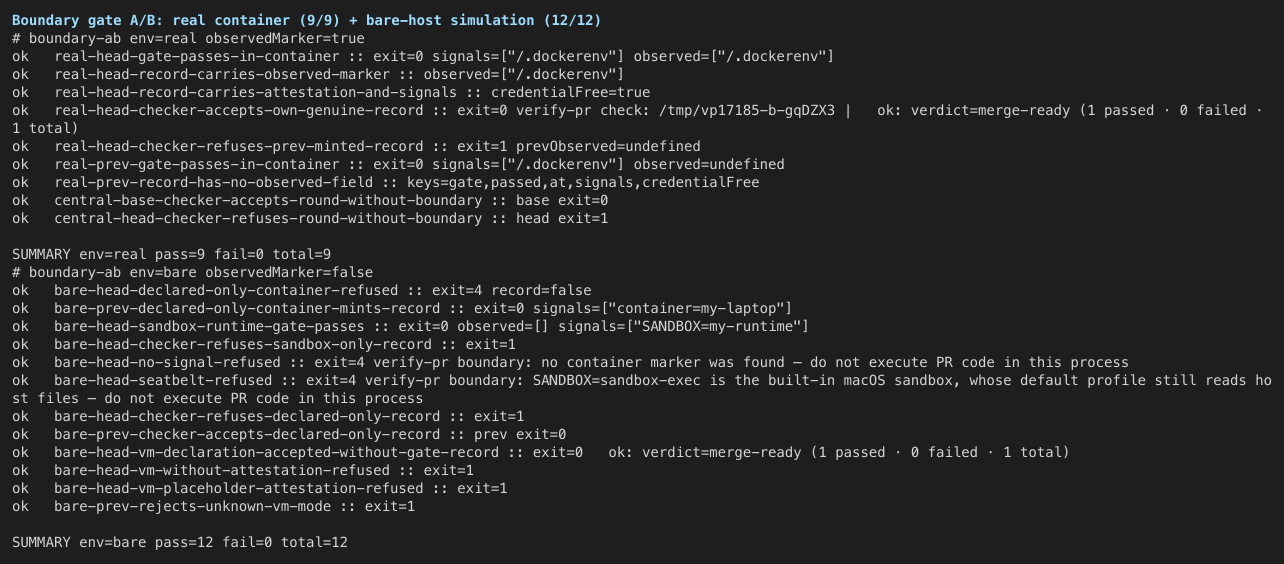 Boundary gate A/B: real container (9/9) + bare-host simulation (12/12)
# boundary-ab env=real observedMarker=true
ok   real-head-gate-passes-in-container :: exit=0 signals=["/.dockerenv"] observed=["/.dockerenv"]
ok   real-head-record-carries-observed-marker :: observed=["/.dockerenv"]
ok   real-head-record-carries-attestation-and-signals :: credentialFree=true
ok   real-head-checker-accepts-own-genuine-record :: exit=0 verify-pr check: /tmp/vp17185-b-gqDZX3 |   ok: verdict=merge-ready (1 passed · 0 failed ·
1 total)
ok   real-head-checker-refuses-prev-minted-record :: exit=1 prevObserved=undefined
ok   real-prev-gate-passes-in-container :: exit=0 signals=["/.dockerenv"] observed=undefined
ok   real-prev-record-has-no-observed-field :: keys=gate,passed,at,signals,credentialFree
ok   central-base-checker-accepts-round-without-boundary :: base exit=0
ok   central-head-checker-refuses-round-without-boundary :: head exit=1

SUMMARY env=real pass=9 fail=0 total=9
# boundary-ab env=bare observedMarker=false
ok   bare-head-declared-only-container-refused :: exit=4 record=false
ok   bare-prev-declared-only-container-mints-record :: exit=0 signals=["container=my-laptop"]
ok   bare-head-sandbox-runtime-gate-passes :: exit=0 observed=[] signals=["SANDBOX=my-runtime"]
ok   bare-head-checker-refuses-sandbox-only-record :: exit=1
ok   bare-head-no-signal-refused :: exit=4 verify-pr boundary: no container marker was found — do not execute PR code in this process
ok   bare-head-seatbelt-refused :: exit=4 verify-pr boundary: SANDBOX=sandbox-exec is the built-in macOS sandbox, whose default profile still reads ho
st files — do not execute PR code in this process
ok   bare-head-checker-refuses-declared-only-record :: exit=1
ok   bare-prev-checker-accepts-declared-only-record :: prev exit=0
ok   bare-head-vm-declaration-accepted-without-gate-record :: exit=0   ok: verdict=merge-ready (1 passed · 0 failed · 1 total)
ok   bare-head-vm-without-attestation-refused :: exit=1
ok   bare-head-vm-placeholder-attestation-refused :: exit=1
ok   bare-prev-rejects-unknown-vm-mode :: exit=1

SUMMARY env=bare pass=12 fail=0 total=12